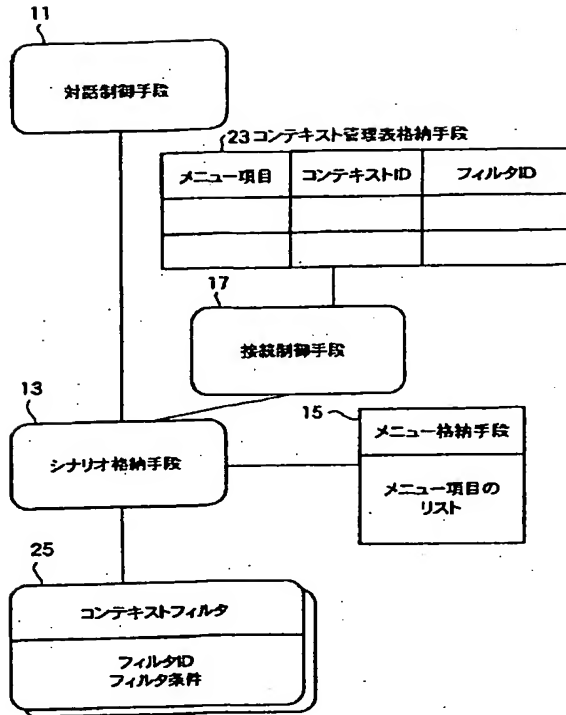 11
対話制御手段
23コンテキスト管理表格納手段
メニュー項目 コンテキストID フィルタID
17
接続制御手段
13
シナリオ格納手段
15
メニュー格納手段
メニュー項目の
リスト
25
コンテキストフィルタ
フィルタID
フィルタ条件